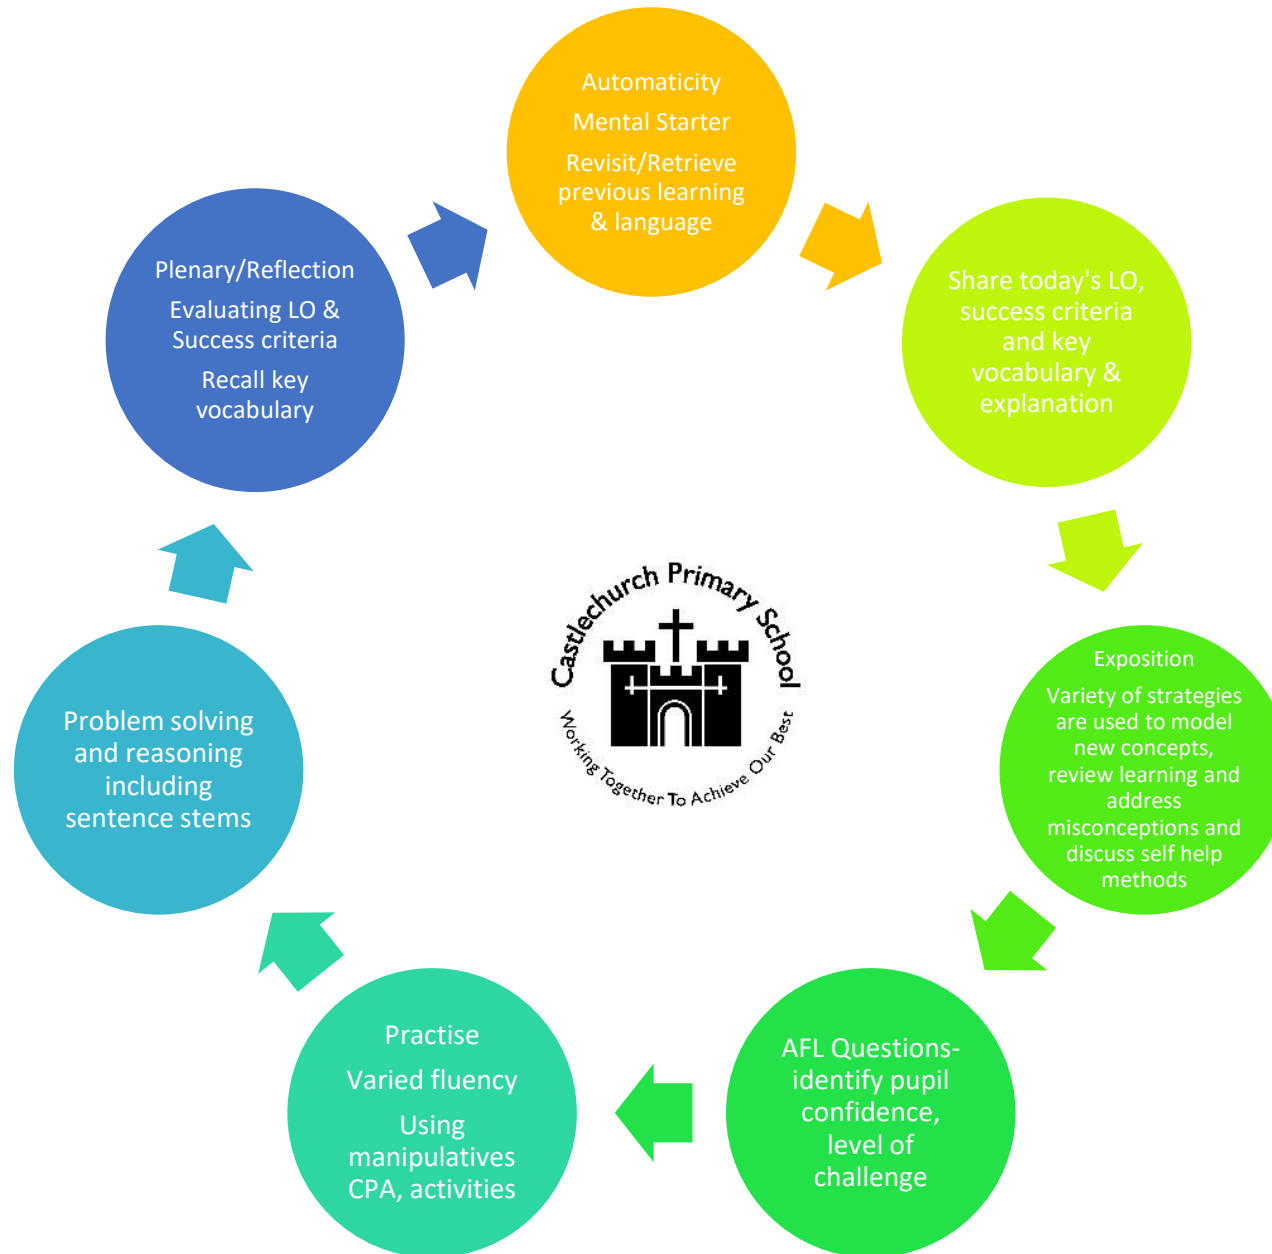 Automaticity
Mental Starter
Revisit/Retrieve
previous learning
& language
Share today's LO,
success criteria
and key
vocabulary &
explanation
Exposition
Variety of strategies
are used to model
new concepts,
review learning and
address
misconceptions and
discuss self help
methods
AFL Questions-
identify pupil
confidence,
level of
challenge
Practise
Varied fluency
Using
manipulatives
CPA, activities
Problem solving
and reasoning
including
sentence stems
Plenary/Reflection
Evaluating LO &
Success criteria
Recall key
vocabulary
Castlechurch Primary School
Working Together To Achieve Our Best